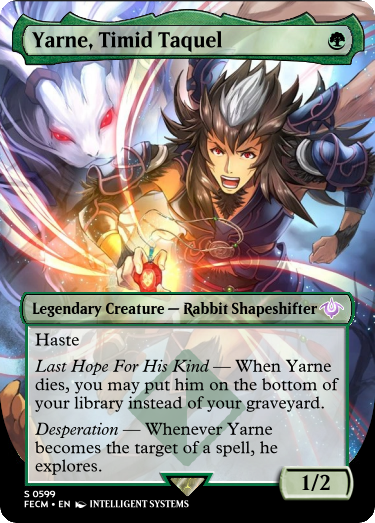 Yarne, Timid Taquel
Legendary Creature — Rabbit Shapeshifter
Haste
Last Hope For His Kind — When Yarne
dies, you may put him on the bottom of
your library instead of your graveyard.
Desperation — Whenever Yarne
becomes the target of a spell, he
explores.
1/2
S 0599
FECM • EN INTELLIGENT SYSTEMS